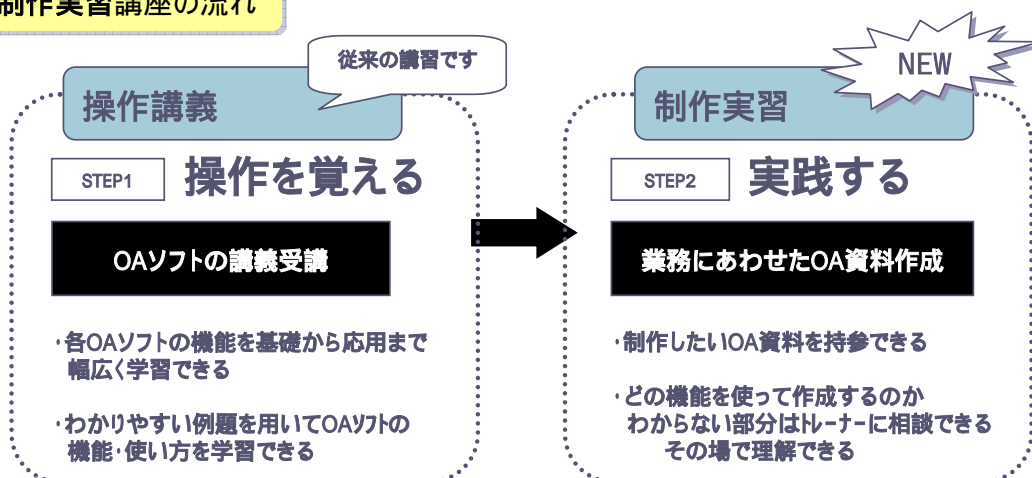 制作実習講座の流れ
従来の講習です
操作講義
STEP1
操作を覚える
OAソフトの講義受講
・各OAソフトの機能を基礎から応用まで
幅広く学習できる
・わかりやすい例題を用いてOAソフトの
機能・使い方を学習できる
NEW
制作実習
STEP2
実践する
業務にあわせたOA資料作成
・制作したいOA資料を持参できる
・どの機能を使って作成するのか
わからない部分はトレーナーに相談できる
その場で理解できる